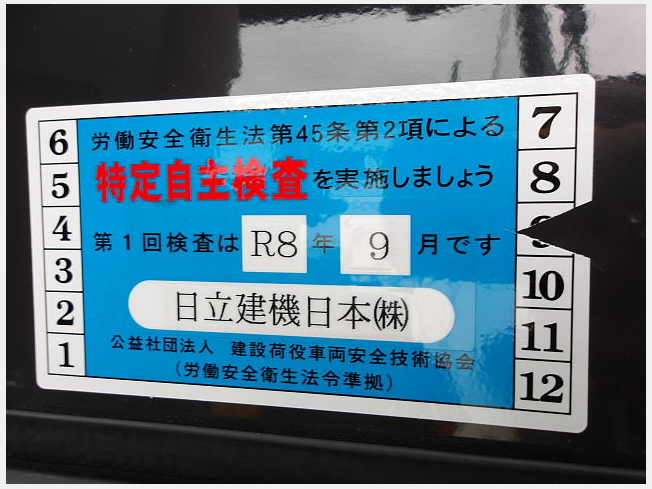 労働安全衛生法第45条第2項による
特定自主検査を実施しましょう
第1回検査は R8 年 9 月です
日立建機日本㈱
公益社団法人 建設荷役車両安全技術協会
(労働安全衛生法令準拠)
6
5
4
3
2
1
7
8
9
10
11
12